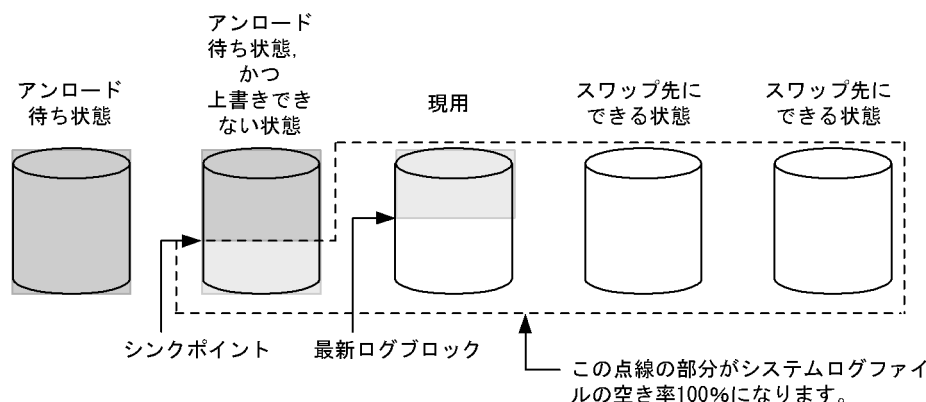 アンロード
待ち状態
アンロード
待ち状態，
かつ
上書きでき
ない状態
現用
スワップ先に
できる状態
スワップ先に
できる状態
シンクポイント
最新ログブロック
この点線の部分がシステムログファイ
ルの空き率100%になります。